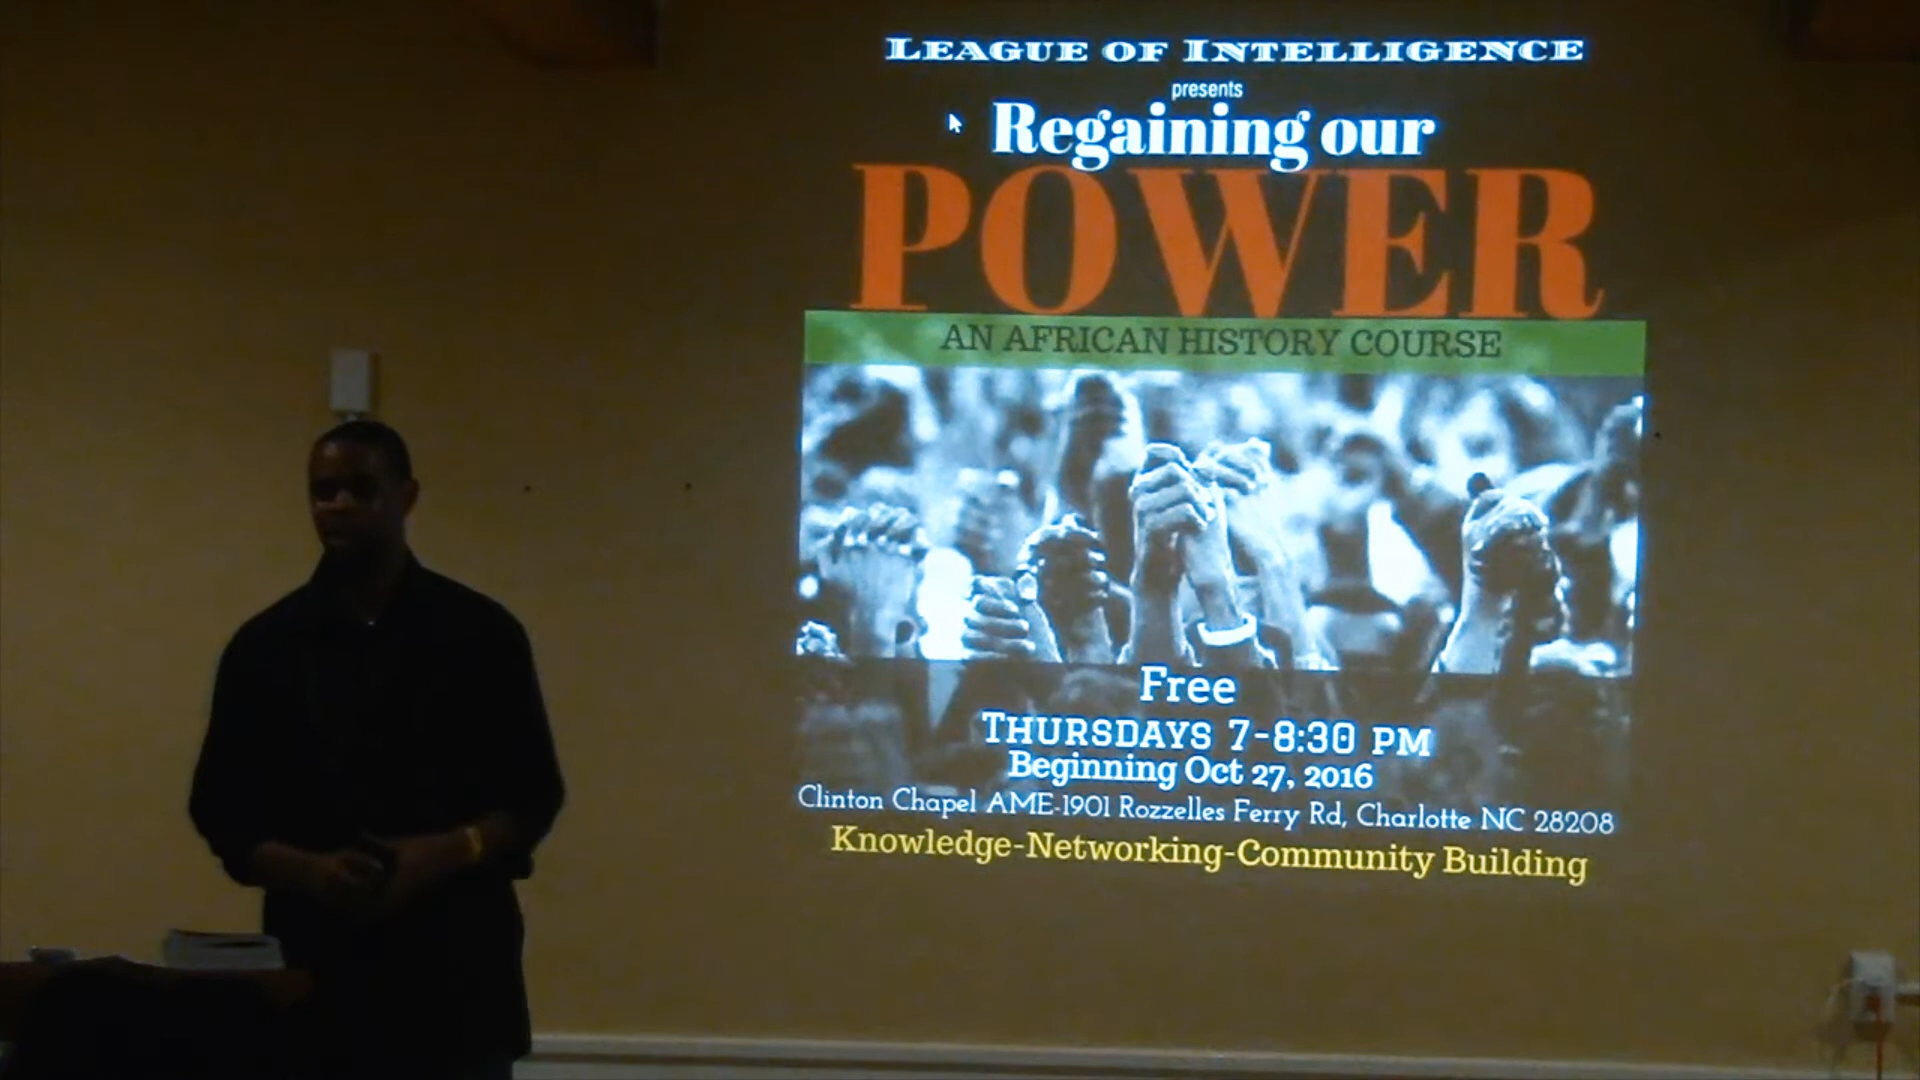 LEAGUE OF INTELLIGENCE
presents
Regaining our
POWER
AN AFRICAN HISTORY COURSE
Free
THURSDAYS 7-8:30 PM
Beginning Oct 27, 2016
Clinton Chapel AME-1901 Rozzelles Ferry Rd, Charlotte NC 28208
Knowledge-Networking-Community Building